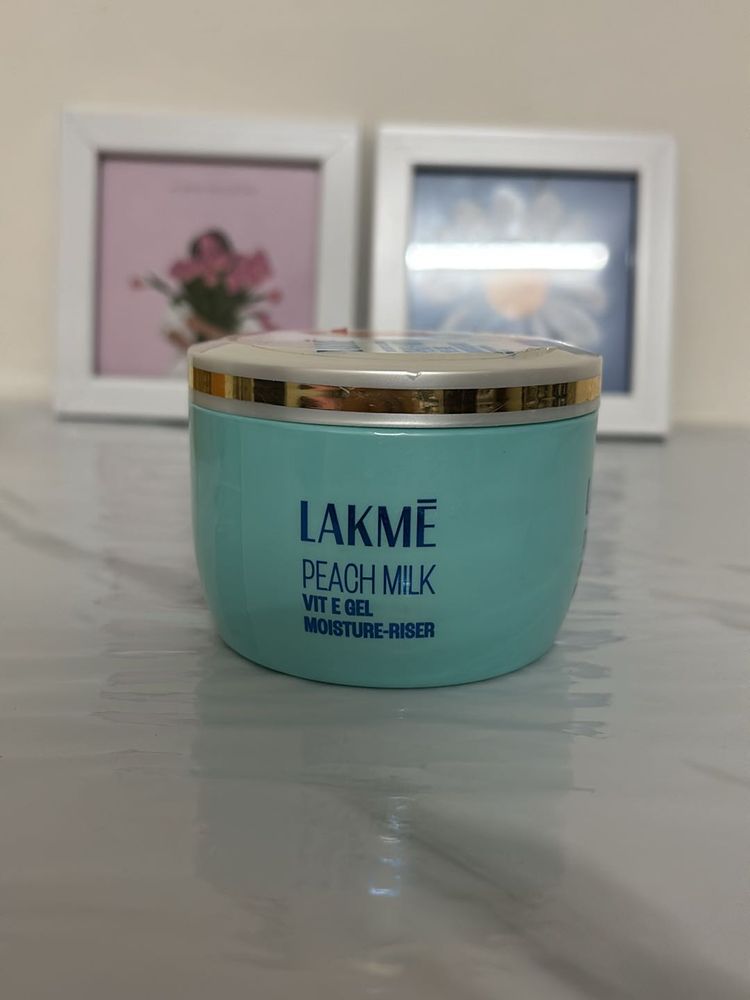 LAKMĒ
PEACH MILK
VIT E GEL
MOISTURE-RISER